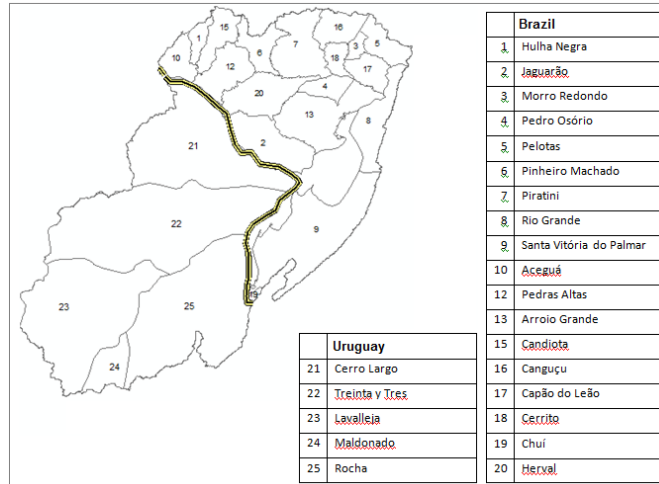 15
16
1
7
3
5
10
6
18
12
17
20
4
13
8
21
2
22
9
19
23
25
24
Brazil
1 Hulha Negra
2 Jaguarão
3 Morro Redondo
4 Pedro Osório
5 Pelotas
6 Pinheiro Machado
7 Piratini
8 Rio Grande
9 Santa Vitória do Palmar
10 Aceguá
12 Pedras Altas
13 Arroio Grande
15 Candiota
16 Canguçu
17 Capão do Leão
18 Cerrito
19 Chuí
20 Herval
Uruguay
21 Cerro Largo
22 Treinta y Tres
23 Lavalleja
24 Maldonado
25 Rocha